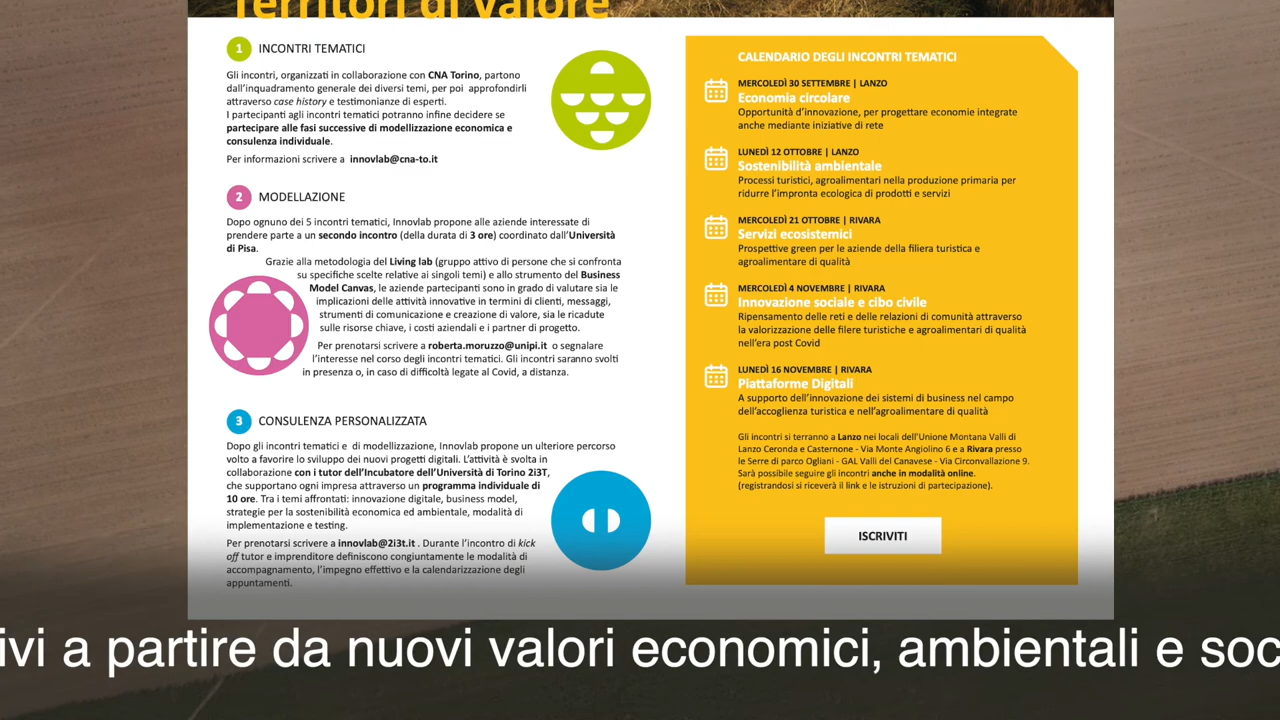 Territori di valore
1 INCONTRI TEMATICI
Gli incontri, organizzati in collaborazione con CNA Torino, partono
dall'inquadramento generale dei diversi temi, per poi approfondirli
attraverso case history e testimonianze di esperti.
I partecipanti agli incontri tematici potranno infine decidere se
partecipare alle fasi successive di modellizzazione economica e
consulenza individuale.
Per informazioni scrivere a innovlab@cna-to.it
2 MODELLAZIONE
Dopo ognuno dei 5 incontri tematici, Innovlab propone alle aziende interessate di
prendere parte a un secondo incontro (della durata di 3 ore) coordinato dall'Università
di Pisa.
Grazie alla metodologia del Living lab (gruppo attivo di persone che si confronta
su specifiche scelte relative ai singoli temi) e allo strumento del Business
Model Canvas, le aziende partecipanti sono in grado di valutare sia le
implicazioni delle attività innovative in termini di clienti, messaggi,
strumenti di comunicazione e creazione di valore, sia le ricadute
sulle risorse chiave, i costi aziendali e i partner di progetto.
Per prenotarsi scrivere a roberta.moruzzo@unipi.it o segnalare
l'interesse nel corso degli incontri tematici. Gli incontri saranno svolti
in presenza o, in caso di difficoltà legate al Covid, a distanza.
3 CONSULENZA PERSONALIZZATA
Dopo gli incontri tematici e di modellizzazione, Innovlab propone un ulteriore percorso
volto a favorire lo sviluppo dei nuovi progetti digitali. L'attività è svolta in
collaborazione con i tutor dell'Incubatore dell'Università di Torino 2i3T,
che supportano ogni impresa attraverso un programma individuale di
10 ore. Tra i temi affrontati: innovazione digitale, business model,
strategie per la sostenibilità economica ed ambientale, modalità di
implementazione e testing.
Per prenotarsi scrivere a innovlab@2i3t.it . Durante l'incontro di kick
off tutor e imprenditore definiscono congiuntamente le modalità di
accompagnamento, l'impegno effettivo e la calendarizzazione degli
appuntamenti.
CALENDARIO DEGLI INCONTRI TEMATICI
MERCOLEDÌ 30 SETTEMBRE | LANZO
Economia circolare
Opportunità d'innovazione, per progettare economie integrate
anche mediante iniziative di rete
LUNEDÌ 12 OTTOBRE | LANZO
Sostenibilità ambientale
Processi turistici, agroalimentari nella produzione primaria per
ridurre l'impronta ecologica di prodotti e servizi
MERCOLEDÌ 21 OTTOBRE | RIVARA
Servizi ecosistemici
Prospettive green per le aziende della filiera turistica e
agroalimentare di qualità
MERCOLEDÌ 4 NOVEMBRE | RIVARA
Innovazione sociale e cibo civile
Ripensamento delle reti e delle relazioni di comunità attraverso
la valorizzazione delle filere turistiche e agroalimentari di qualità
nell'era post Covid
LUNEDÌ 16 NOVEMBRE | RIVARA
Piattaforme Digitali
A supporto dell'innovazione dei sistemi di business nel campo
dell'accoglienza turistica e nell'agroalimentare di qualità
Gli incontri si terranno a Lanzo nei locali dell'Unione Montana Valli di
Lanzo Ceronda e Casternone - Via Monte Angiolino 6 e a Rivara presso
le Serre di parco Ogliani - GAL Valli del Canavese - Via Circonvallazione 9.
Sarà possibile seguire gli incontri anche in modalità online.
(registrandosi si riceverà il link e le istruzioni di partecipazione).
ISCRIVITI
ivi a partire da nuovi valori economici, ambientali e soc